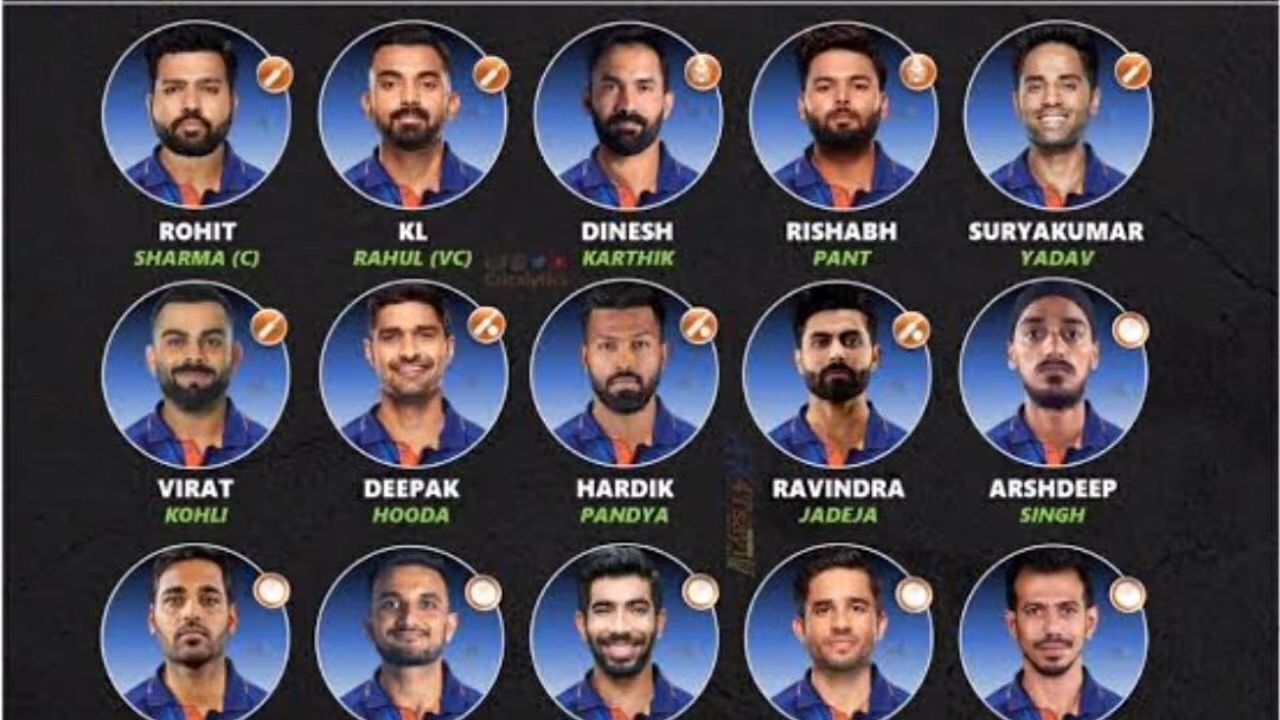 ROHIT
SHARMA (C)
KL
RAHUL (VC)
DINESH
KARTHIK
RISHABH
PANT
SURYAKUMAR
YADAV
VIRAT
KOHLI
DEEPAK
HOODA
HARDIK
PANDYA
RAVINDRA
JADEJA
ARSHDEEP
SINGH